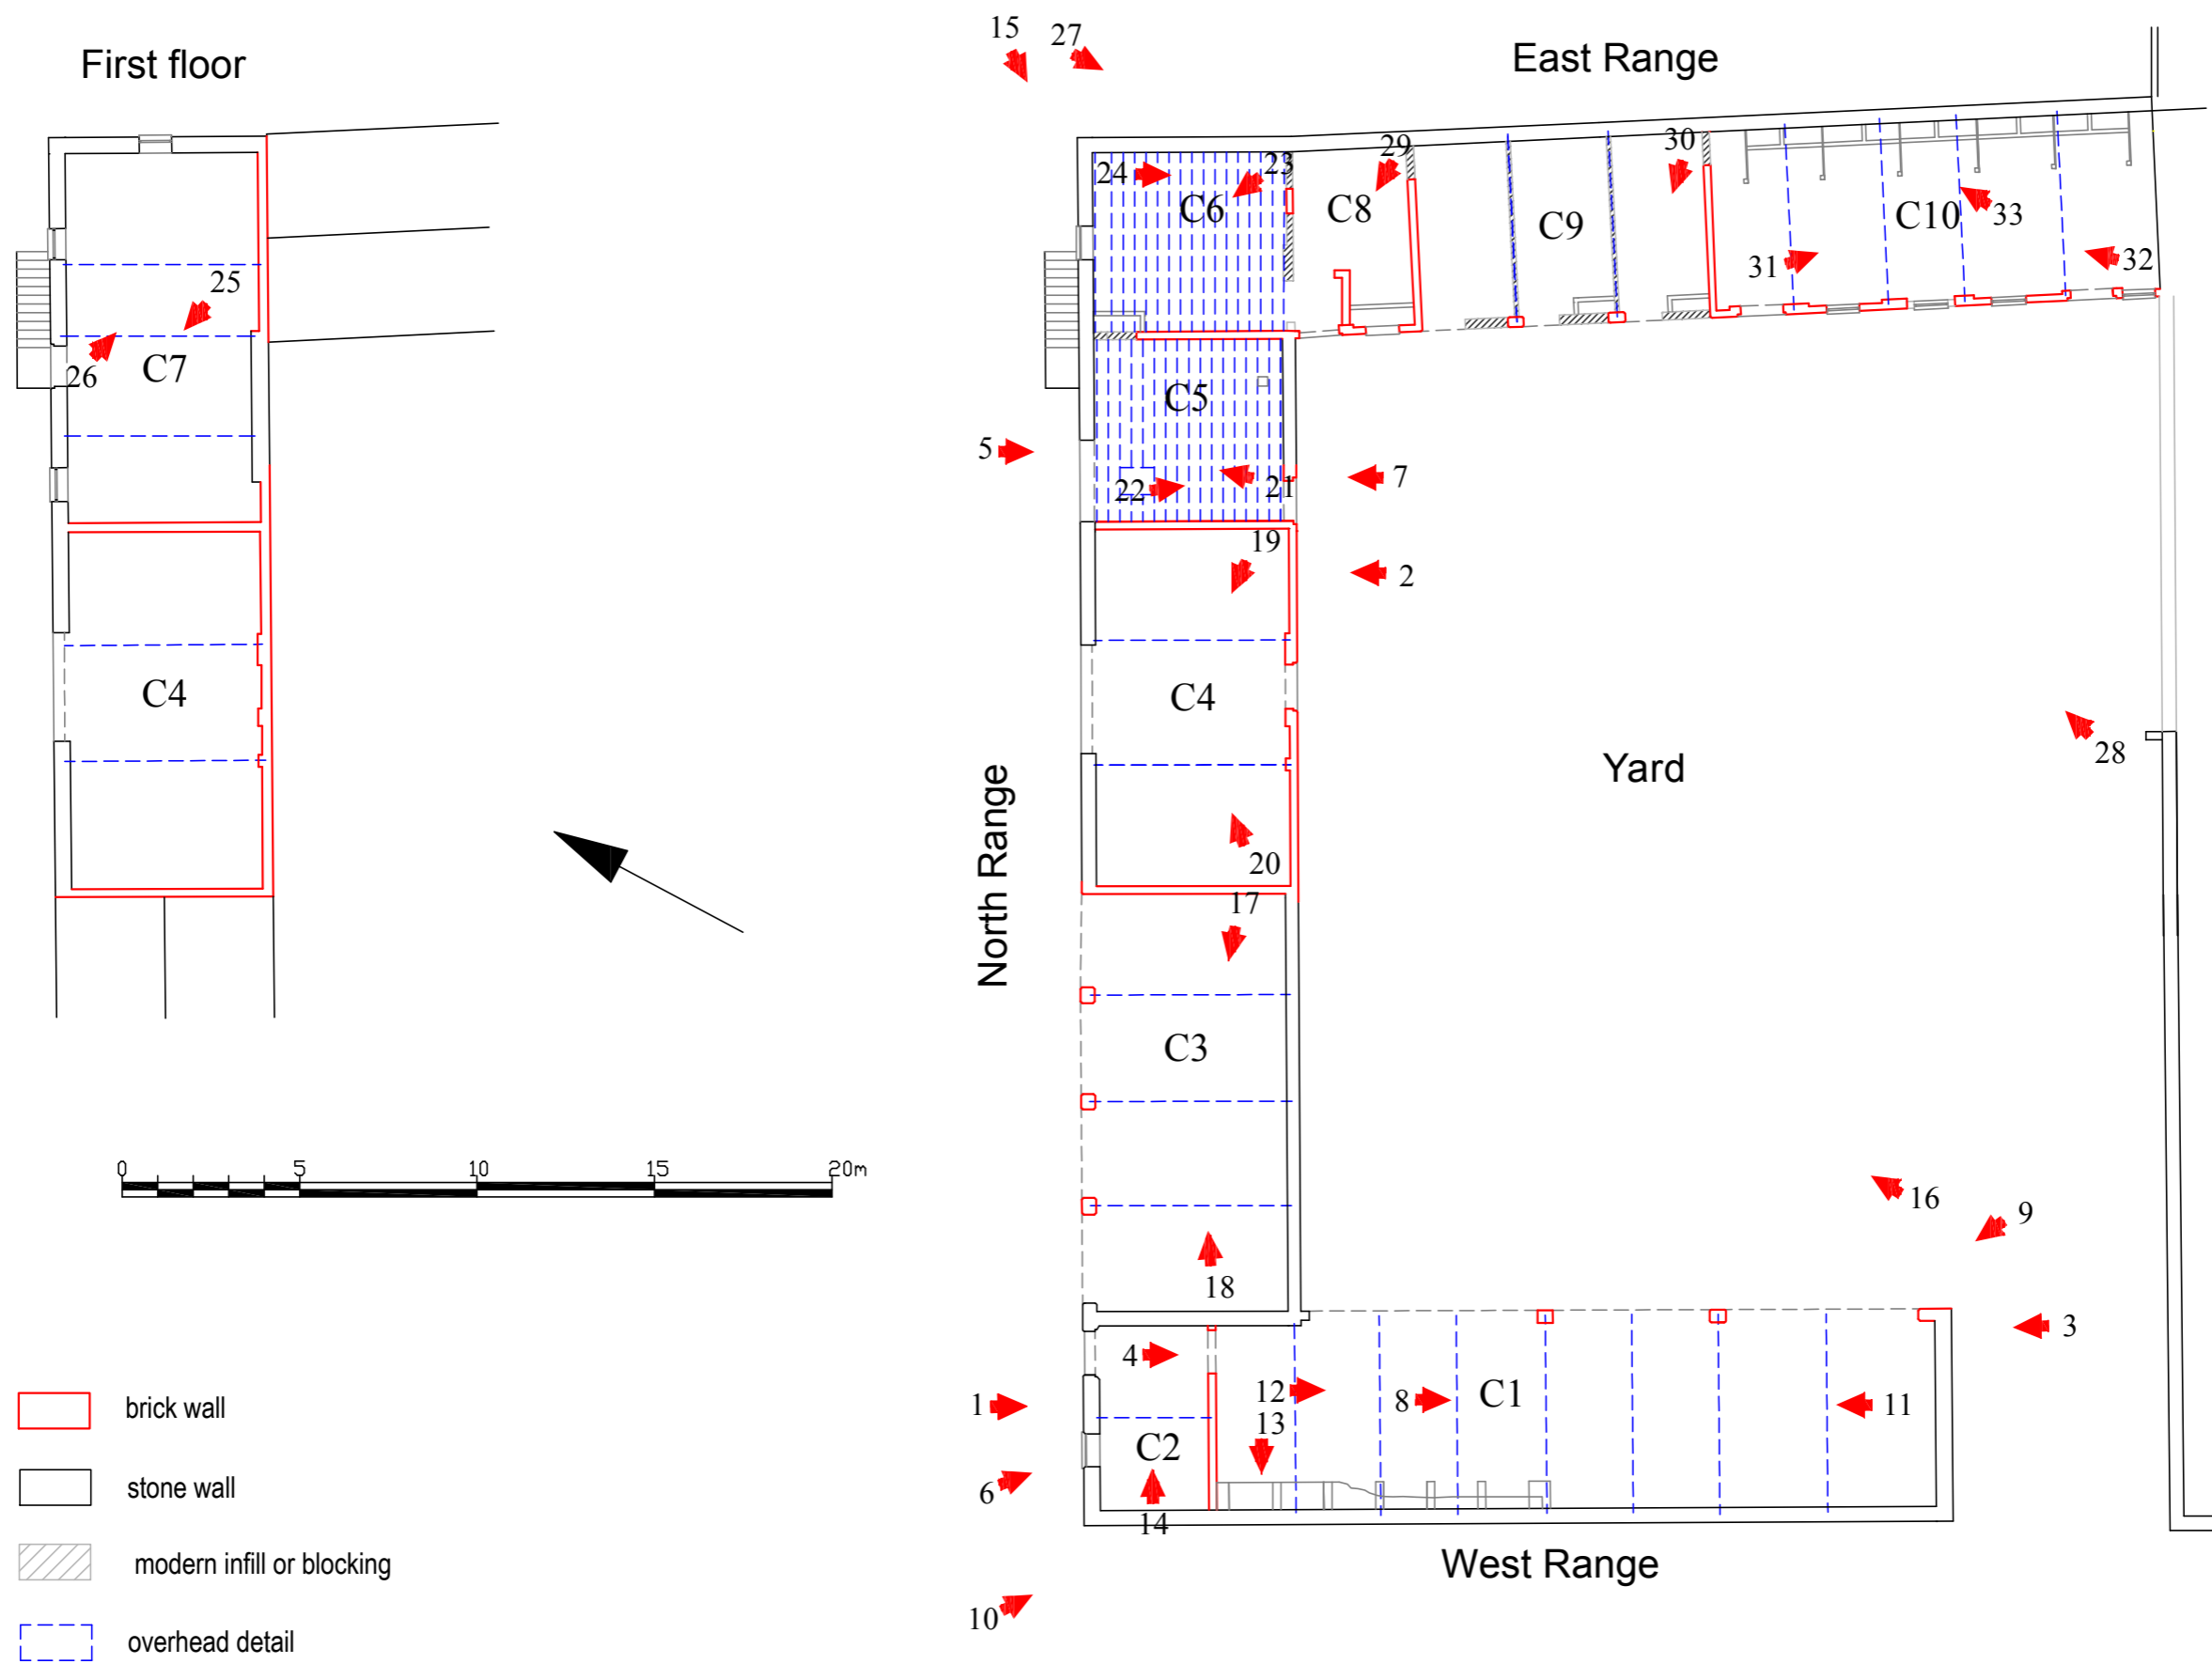 First floor
25
26
C7
C4
0 5 10 15 20m
brick wall
stone wall
modern infill or blocking
overhead detail
15 27
East Range
24 23 29 30
C6 C8 C9 C10
33
31 32
5 C5 7
22 21
19
2
C4
North Range
Yard
28
20
17
C3
18
16 9
3
4
1 12 8 C1 11
13
C2
6
14
West Range
10